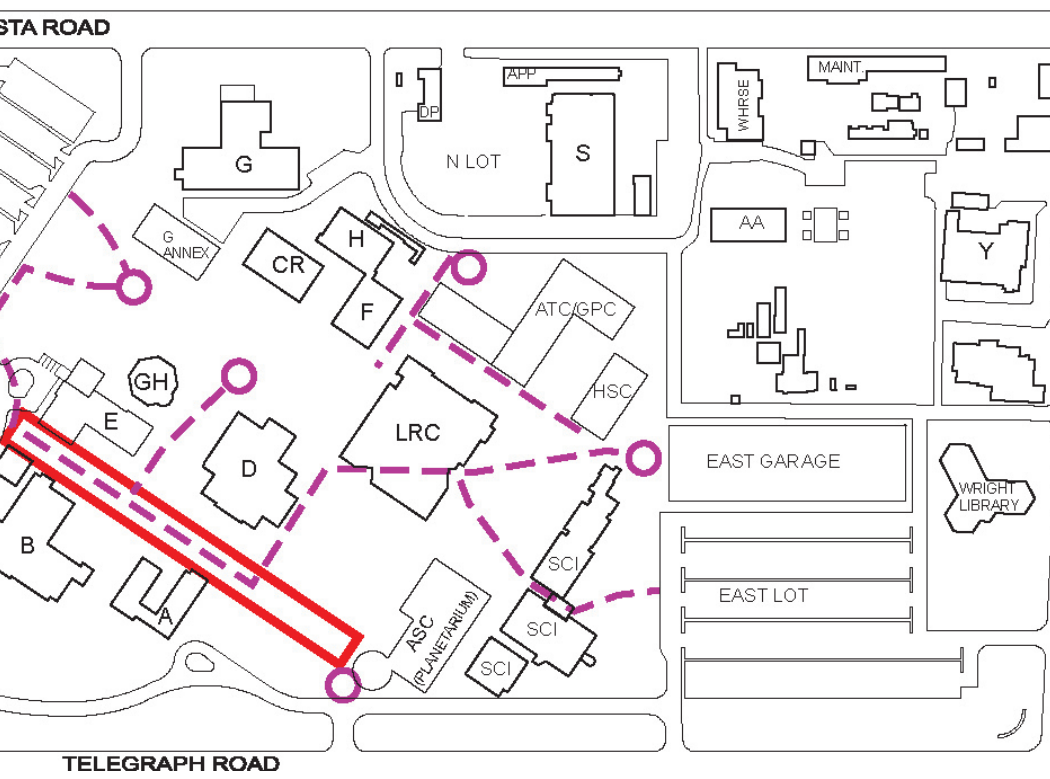 STA ROAD
APP
MAINT.
WHRSE
DP
G
N LOT
S
AA
G
ANNEX
H
Y
CR
F
ATC/GPC
GH
HSC
E
LRC
D
EAST GARAGE
WRIGHT
LIBRARY
B
SCI
EAST LOT
A
ASC
(PLANETARIUM)
SCI
SCI
TELEGRAPH ROAD